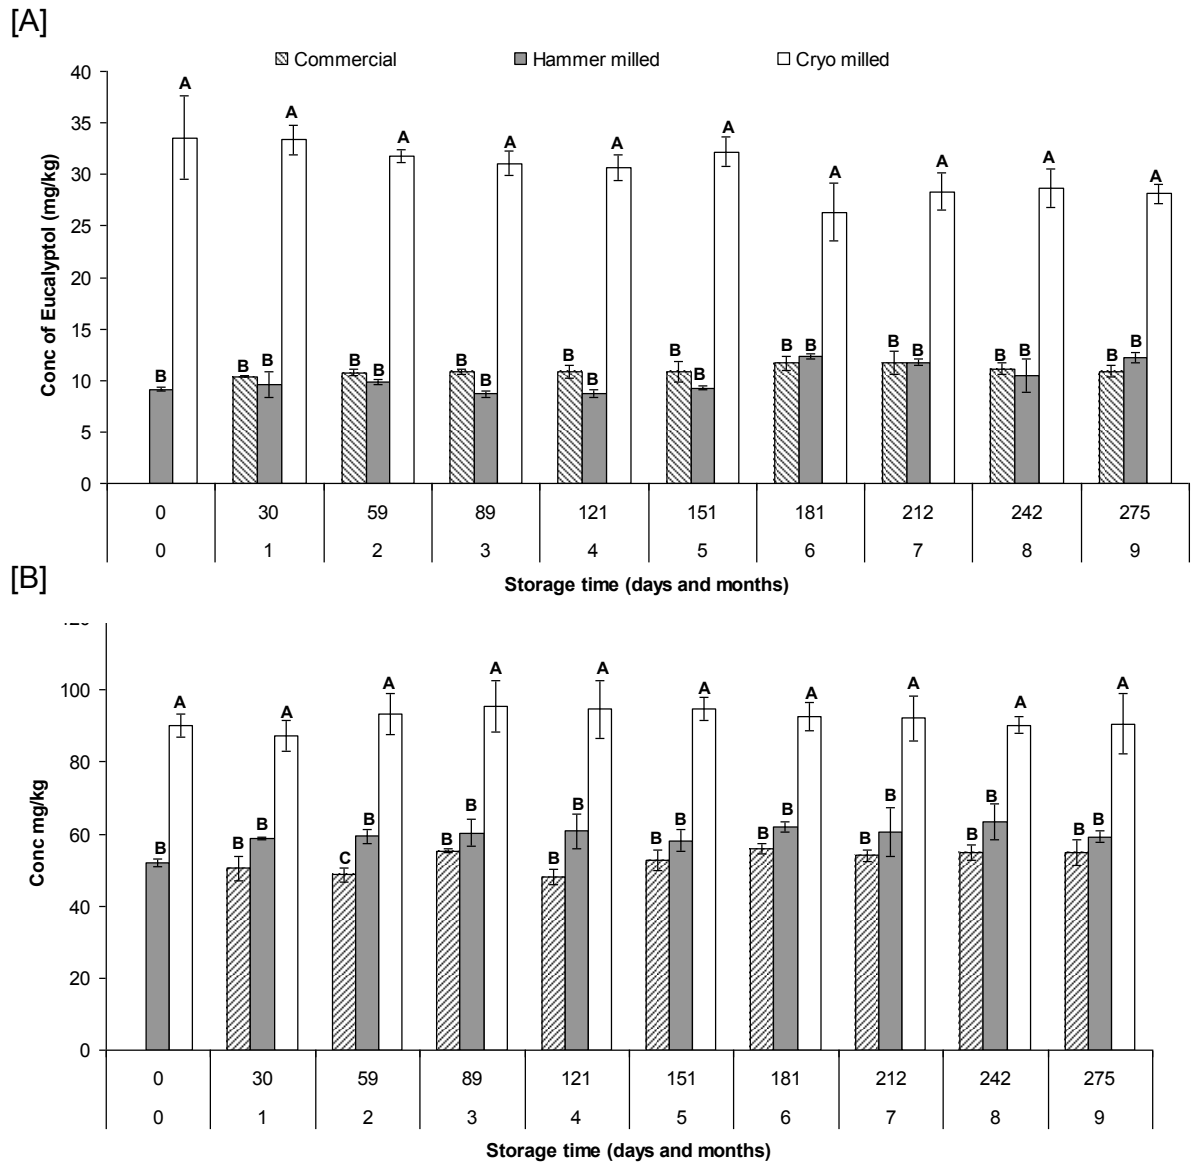 [A]
Commercial Hammer milled Cryo milled
40
35
30
25
20
15
10
5
0
Conc of Eucalyptol (mg/kg)
A A A A A A A A A A
B B B B B B B B B B B B B B B B B B B
0 30 59 89 121 151 181 212 242 275
0 1 2 3 4 5 6 7 8 9
Storage time (days and months)
[B]
120
100
80
60
40
20
0
Conc mg/kg
A A A A A A A A A A
B B B C B B B B B B B B B B B B B B B
0 30 59 89 121 151 181 212 242 275
0 1 2 3 4 5 6 7 8 9
Storage time (days and months)